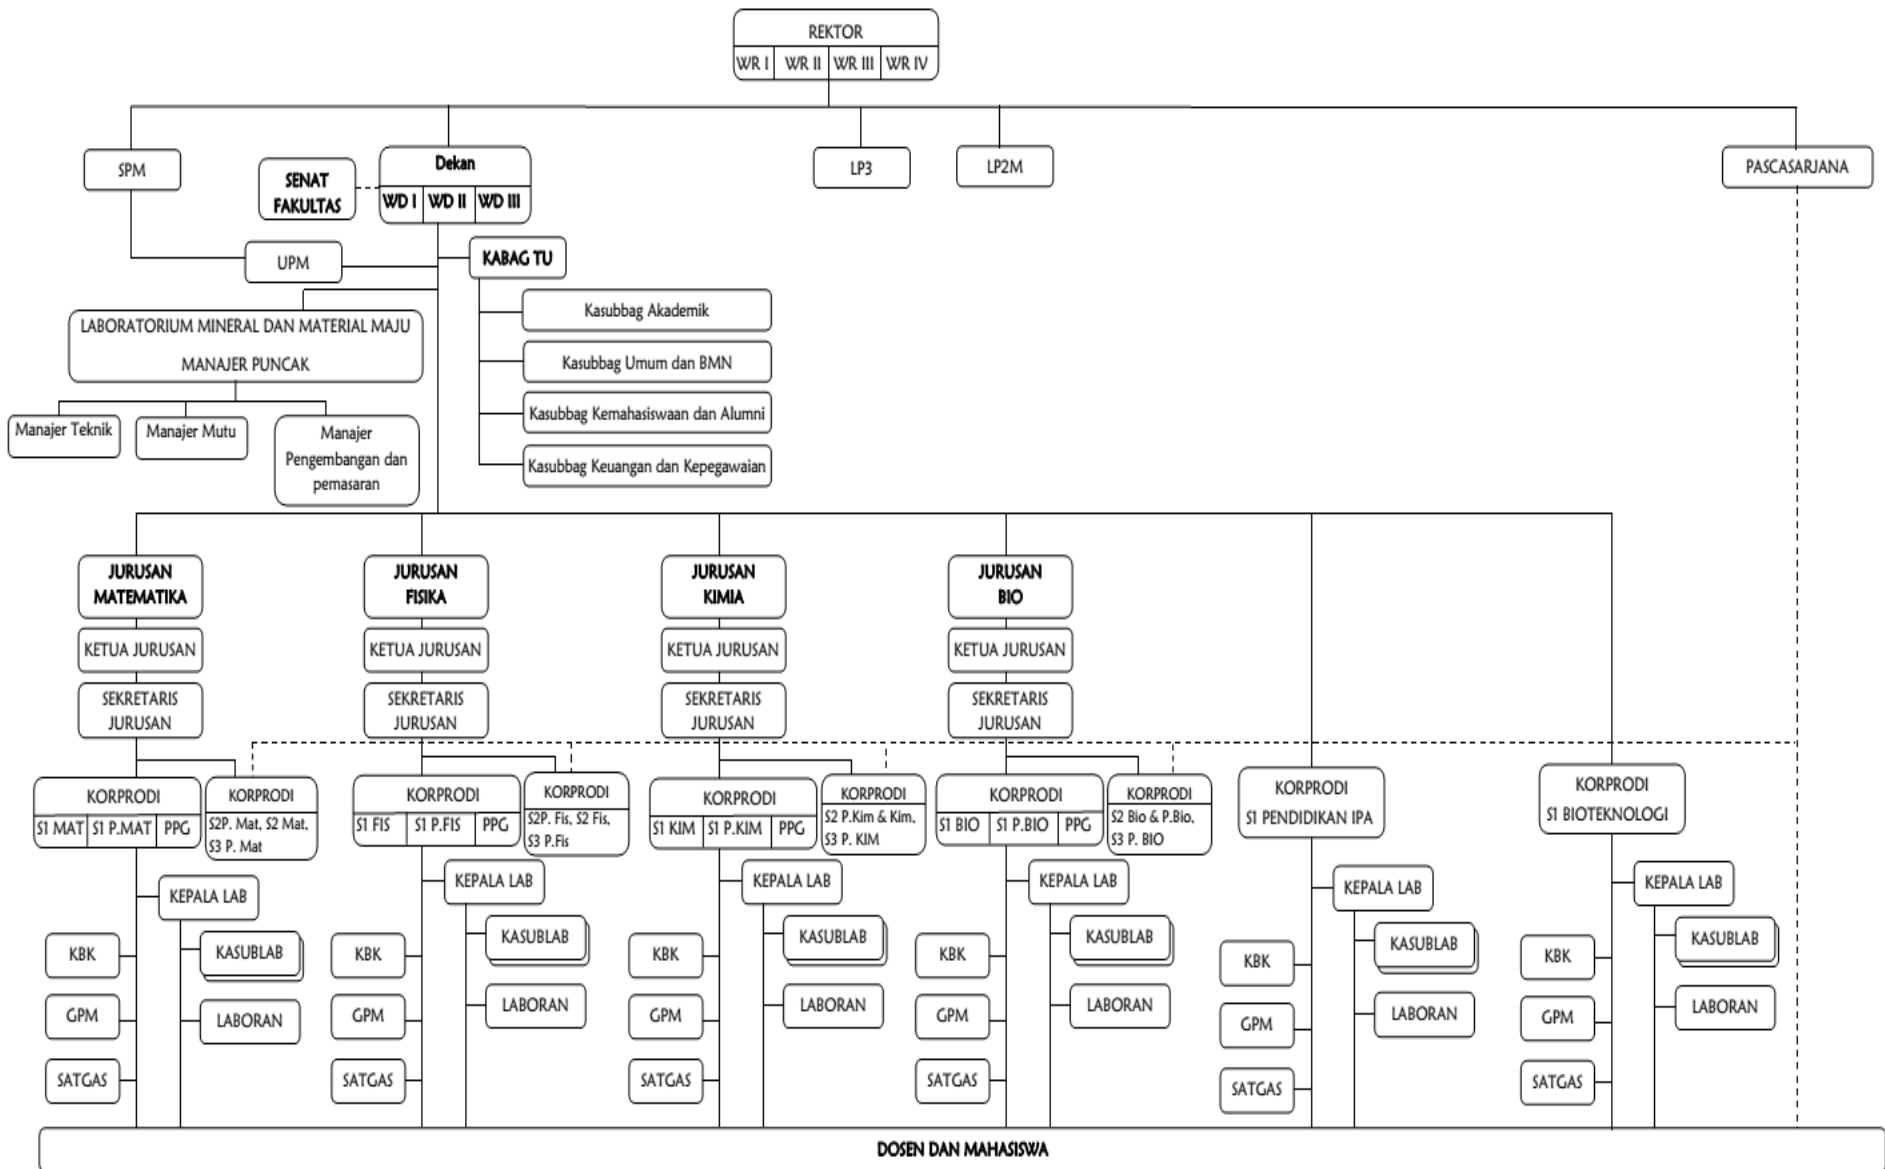 REKTOR
WR I WR II WR III WR IV
SPM
SENAT
FAKULTAS
Dekan
WD I WD II WD III
LP3
LP2M
PASCASARJANA
UPM
KABAG TU
Kasubbag Akademik
Kasubbag Umum dan BMN
Kasubbag Kemahasiswaan dan Alumni
Kasubbag Keuangan dan Kepegawaian
LABORATORIUM MINERAL DAN MATERIAL MAJU
MANAJER PUNCAK
Manajer Teknik
Manajer Mutu
Manajer
Pengembangan dan
pemasaran
JURUSAN
MATEMATIKA
KETUA JURUSAN
SEKRETARIS
JURUSAN
KORPRODI
S1 MAT S1 P.MAT PPG
KORPRODI
S2P. Mat, S2 Mat,
S3 P. Mat
KEPALA LAB
KASUBLAB
LABORAN
KBK
GPM
SATGAS
JURUSAN
FISIKA
KETUA JURUSAN
SEKRETARIS
JURUSAN
KORPRODI
S1 FIS S1 P.FIS PPG
KORPRODI
S2P. Fis, S2 Fis,
S3 P.Fis
KEPALA LAB
KASUBLAB
LABORAN
KBK
GPM
SATGAS
JURUSAN
KIMIA
KETUA JURUSAN
SEKRETARIS
JURUSAN
KORPRODI
S1 KIM S1 P.KIM PPG
KORPRODI
S2 P.Kim & Kim,
S3 P. KIM
KEPALA LAB
KASUBLAB
LABORAN
KBK
GPM
SATGAS
JURUSAN
BIO
KETUA JURUSAN
SEKRETARIS
JURUSAN
KORPRODI
S1 BIO S1 P.BIO PPG
KORPRODI
S2 Bio & P.Bio,
S3 P. BIO
KEPALA LAB
KASUBLAB
LABORAN
KBK
GPM
SATGAS
KORPRODI
S1 PENDIDIKAN IPA
KEPALA LAB
KASUBLAB
LABORAN
KBK
GPM
SATGAS
KORPRODI
S1 BIOTEKNOLOGI
KEPALA LAB
KASUBLAB
LABORAN
KBK
GPM
SATGAS
DOSEN DAN MAHASISWA